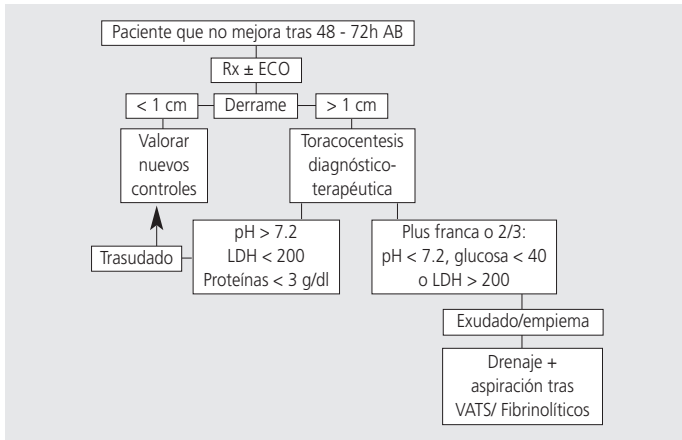 Paciente que no mejora tras 48 - 72h AB
Rx ± ECO
< 1 cm
Derrame
> 1 cm
Valorar
nuevos
controles
Toracocentesis
diagnóstico-
terapéutica
Trasudado
pH > 7.2
LDH < 200
Proteínas < 3 g/dl
Plus franca o 2/3:
pH < 7.2, glucosa < 40
o LDH > 200
Exudado/empiema
Drenaje +
aspiración tras
VATS/ Fibrinolíticos